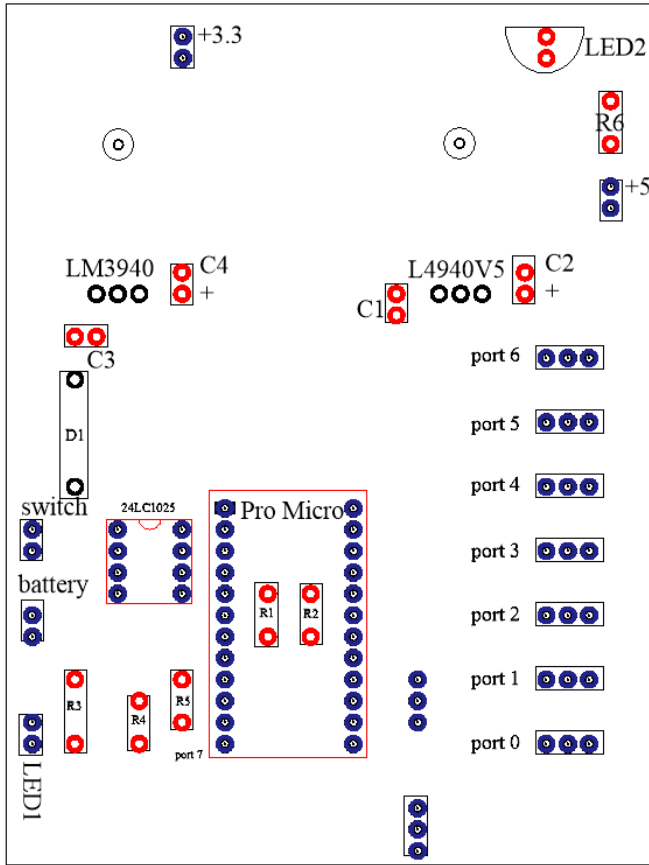 +3.3
LED2
R6
+5
LM3940
C4
+
L4940V5
C2
+
C1
C3
port 6
D1
port 5
switch
24LC1025
Pro Micro
port 4
port 3
battery
R1
R2
port 2
R3
R4
R5
port 1
port 7
port 0
LED1